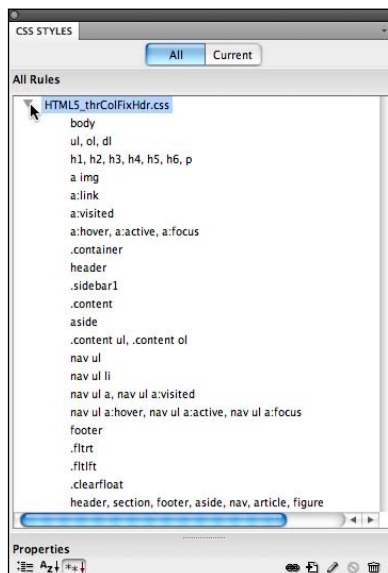 CSS STYLES
All Current
All Rules
HTML5_thrColFixHdr.css
body
ul, ol, dl
h1, h2, h3, h4, h5, h6, p
a img
a:link
a:visited
a:hover, a:active, a:focus
.container
header
.sidebar1
.content
aside
.content ul, .content ol
nav ul
nav ul li
nav ul a, nav ul a:visited
nav ul a:hover, nav ul a:active, nav ul a:focus
footer
.fltrt
.fltlft
.clearfloat
header, section, footer, aside, nav, article, figure
Properties
Az↓ **↓